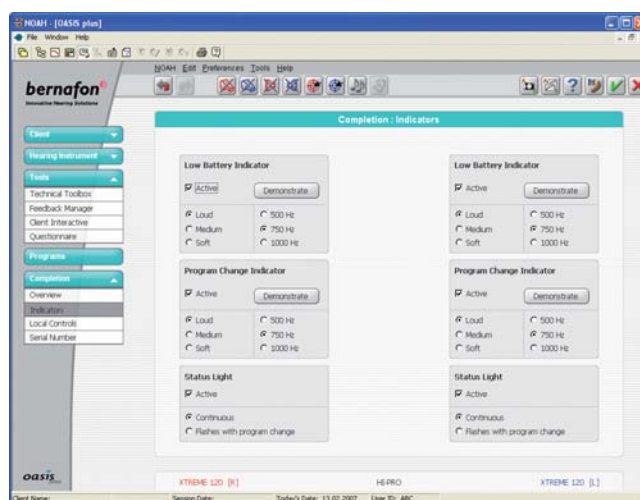 NOAH - [OASIS plus]
File Window Help
NOAH Edit Preferences Tools Help
bernafon®
Innovative Hearing Solutions
Completion : Indicators
Client
Hearing Instrument
Tools
Technical Toolbox
Feedback Manager
Client Interactive
Questionnaire
Programs
Completion
Overview
Indicators
Local Controls
Serial Number
Low Battery Indicator
Active Demonstrate
Loud 500 Hz
Medium 750 Hz
Soft 1000 Hz
Program Change Indicator
Active Demonstrate
Loud 500 Hz
Medium 750 Hz
Soft 1000 Hz
Status Light
Active
Continuous
Flashes with program change
Low Battery Indicator
Active Demonstrate
Loud 500 Hz
Medium 750 Hz
Soft 1000 Hz
Program Change Indicator
Active Demonstrate
Loud 500 Hz
Medium 750 Hz
Soft 1000 Hz
Status Light
Active
Continuous
Flashes with program change
oasis
plus
XTREME 120 [R] HI-PRO XTREME 120 [L]
Client Name: Session Date: Today's Date: 13.02.2007 User ID: ABC